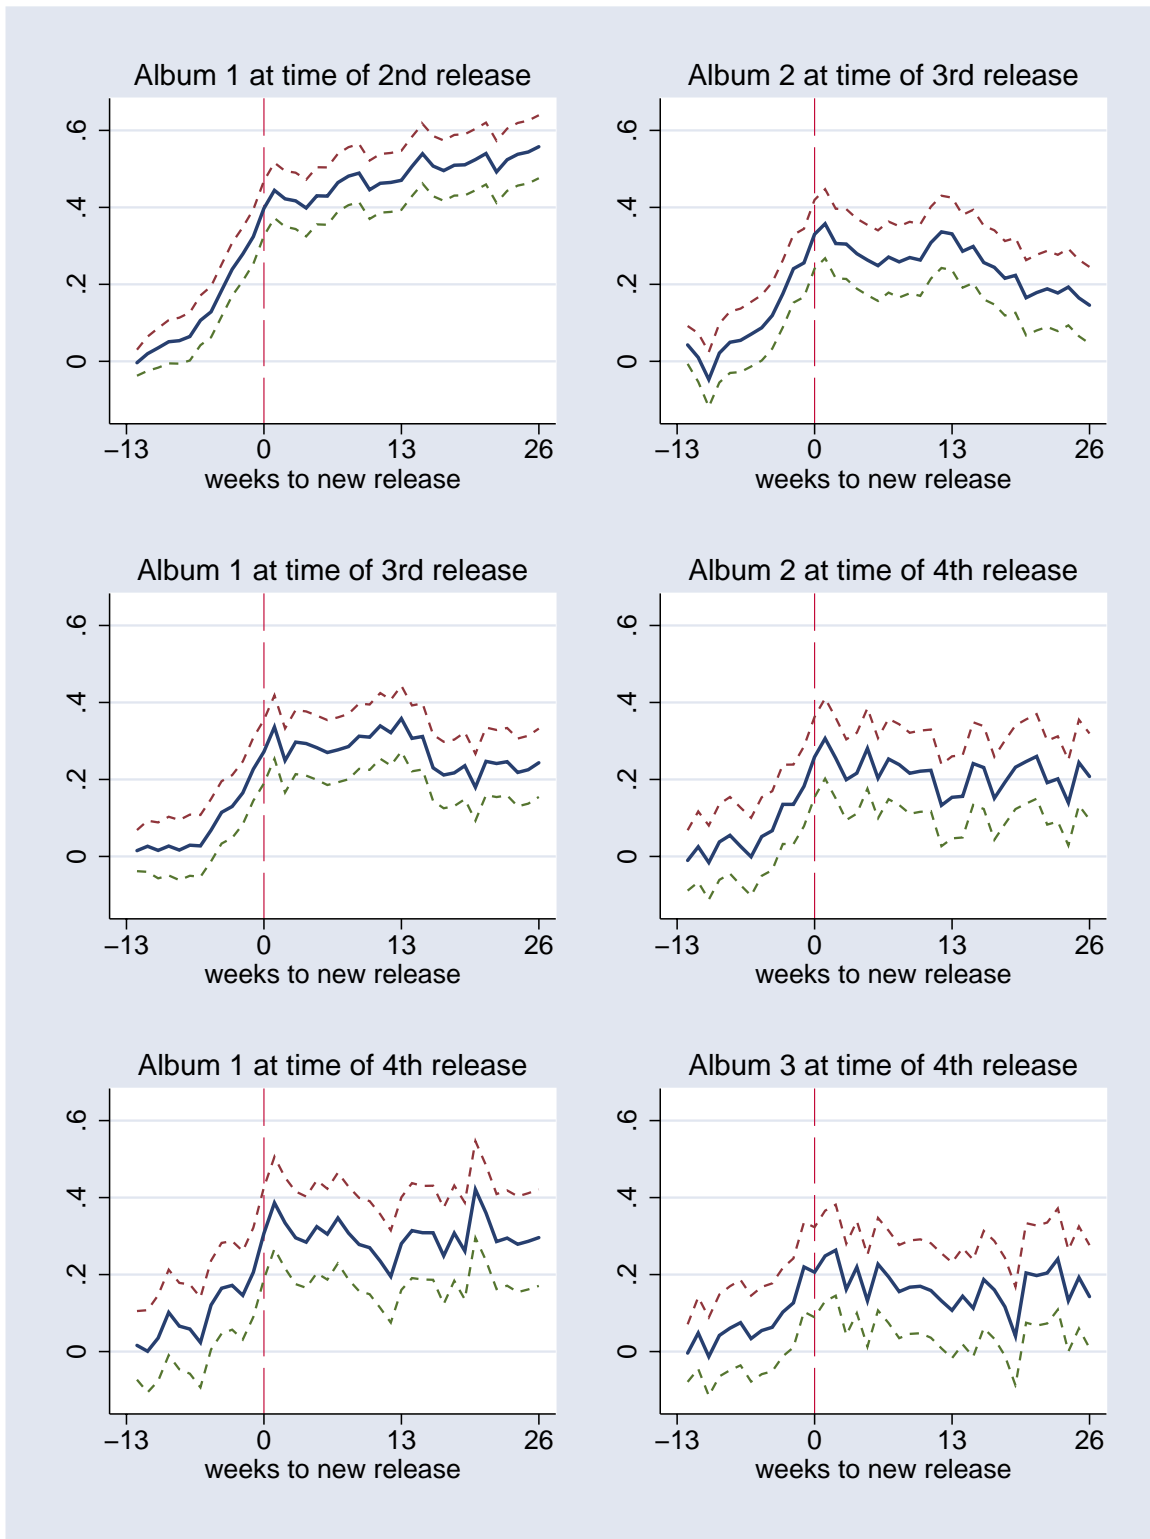 Album 1 at time of 2nd release
.6
.4
.2
0
−13 0 13 26
weeks to new release
Album 2 at time of 3rd release
.6
.4
.2
0
−13 0 13 26
weeks to new release
Album 1 at time of 3rd release
.6
.4
.2
0
−13 0 13 26
weeks to new release
Album 2 at time of 4th release
.6
.4
.2
0
−13 0 13 26
weeks to new release
Album 1 at time of 4th release
.6
.4
.2
0
−13 0 13 26
weeks to new release
Album 3 at time of 4th release
.6
.4
.2
0
−13 0 13 26
weeks to new release